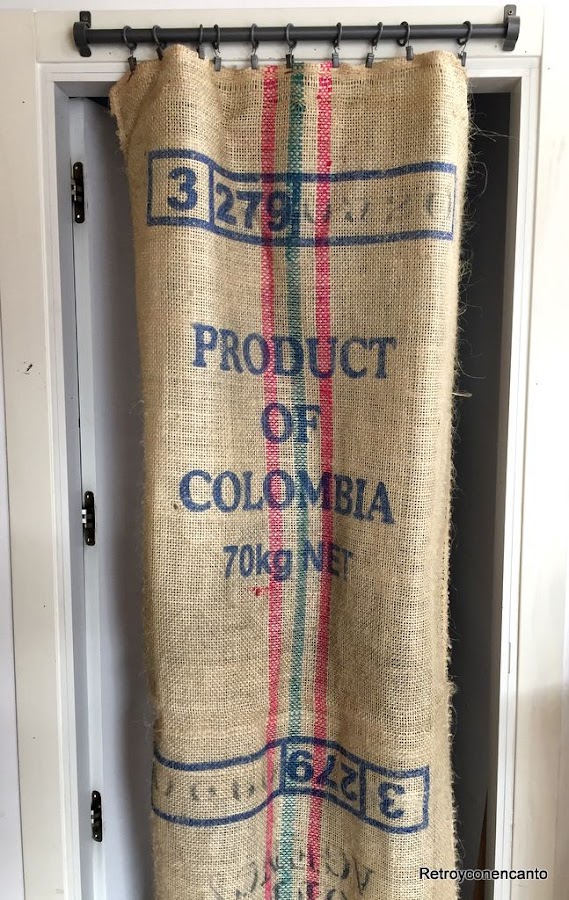 3 279
PRODUCT
OF
COLOMBIA
70kg NET
3 279
Retroyconencanto